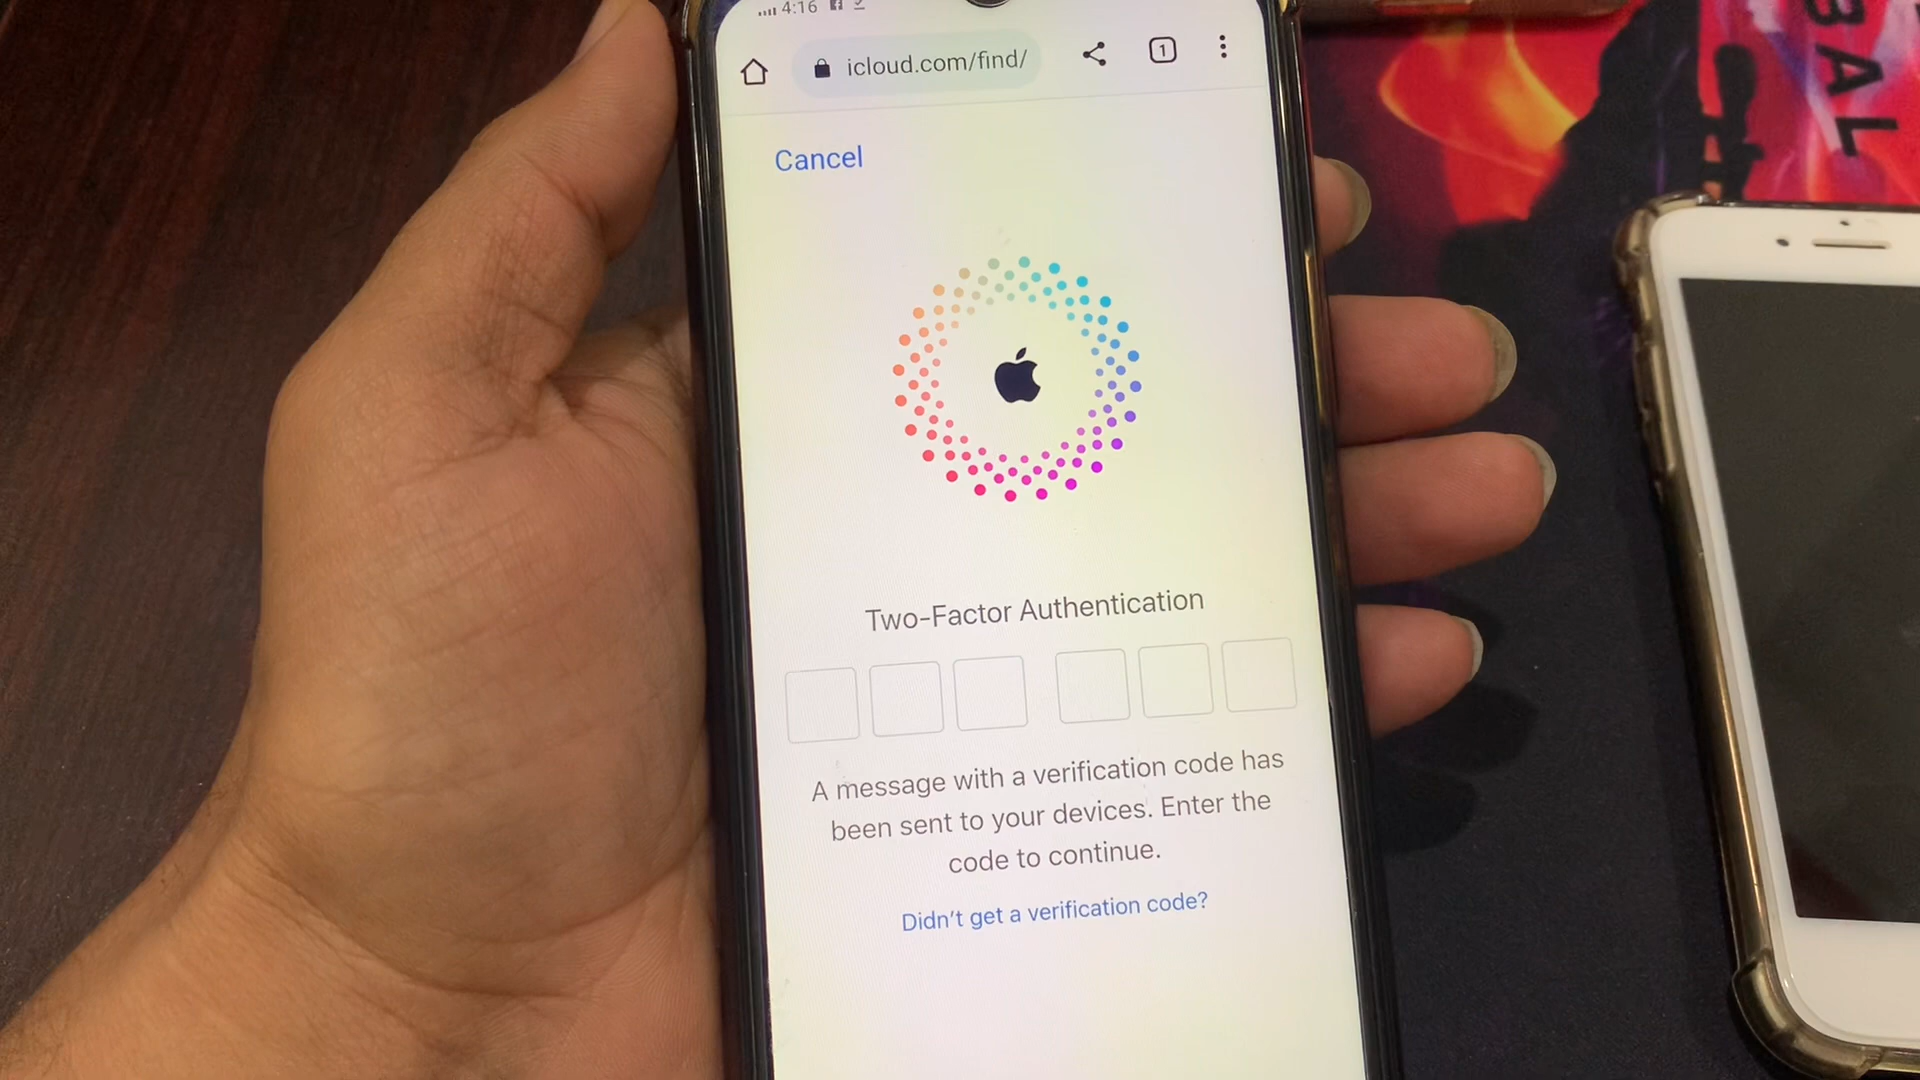 4:16
icloud.com/find/
1
Cancel
Two-Factor Authentication
A message with a verification code has
been sent to your devices. Enter the
code to continue.
Didn't get a verification code?
BAL